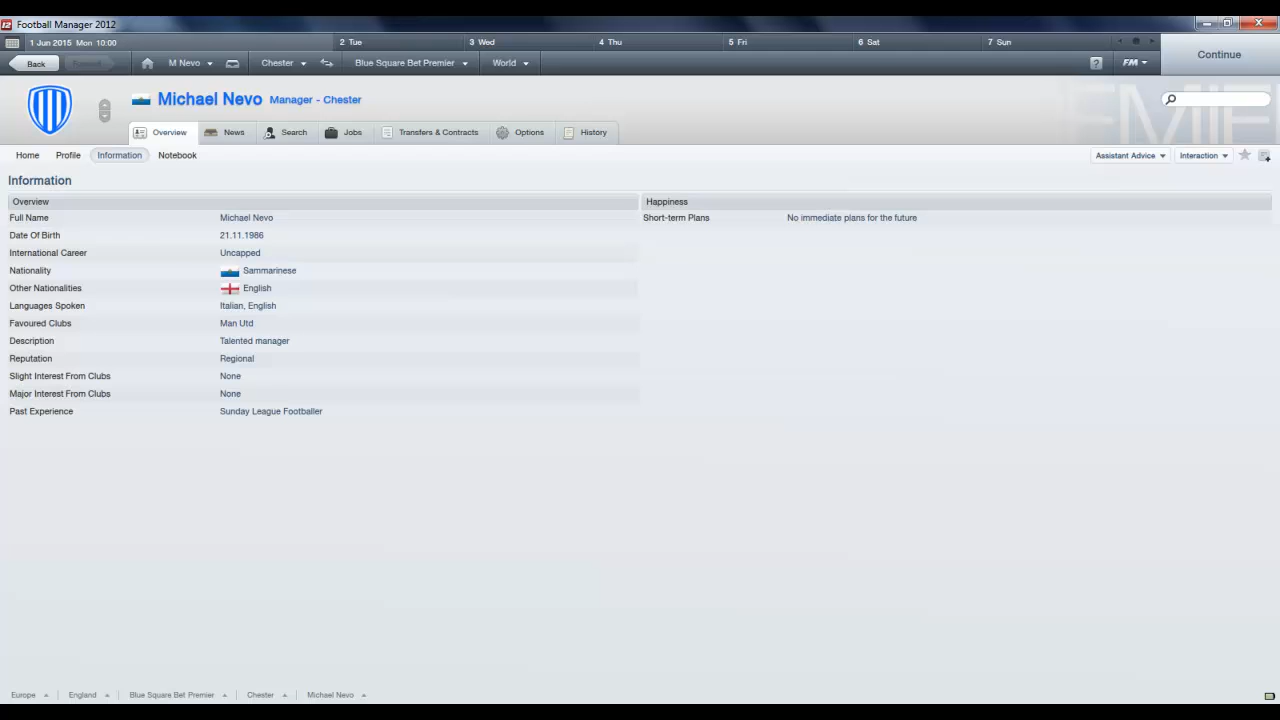 Football Manager 2012
1 Jun 2015 Mon 10:00 2 Tue 3 Wed 4 Thu 5 Fri 6 Sat 7 Sun
Continue
Back Forward M Nevo Chester Blue Square Bet Premier World ? FM
Michael Nevo Manager - Chester
Overview News Search Jobs Transfers & Contracts Options History
Home Profile Information Notebook Assistant Advice Interaction
Information
Overview Happiness
Full Name Michael Nevo Short-term Plans No immediate plans for the future
Date Of Birth 21.11.1986
International Career Uncapped
Nationality Sammarinese
Other Nationalities English
Languages Spoken Italian, English
Favoured Clubs Man Utd
Description Talented manager
Reputation Regional
Slight Interest From Clubs None
Major Interest From Clubs None
Past Experience Sunday League Footballer
Europe England Blue Square Bet Premier Chester Michael Nevo